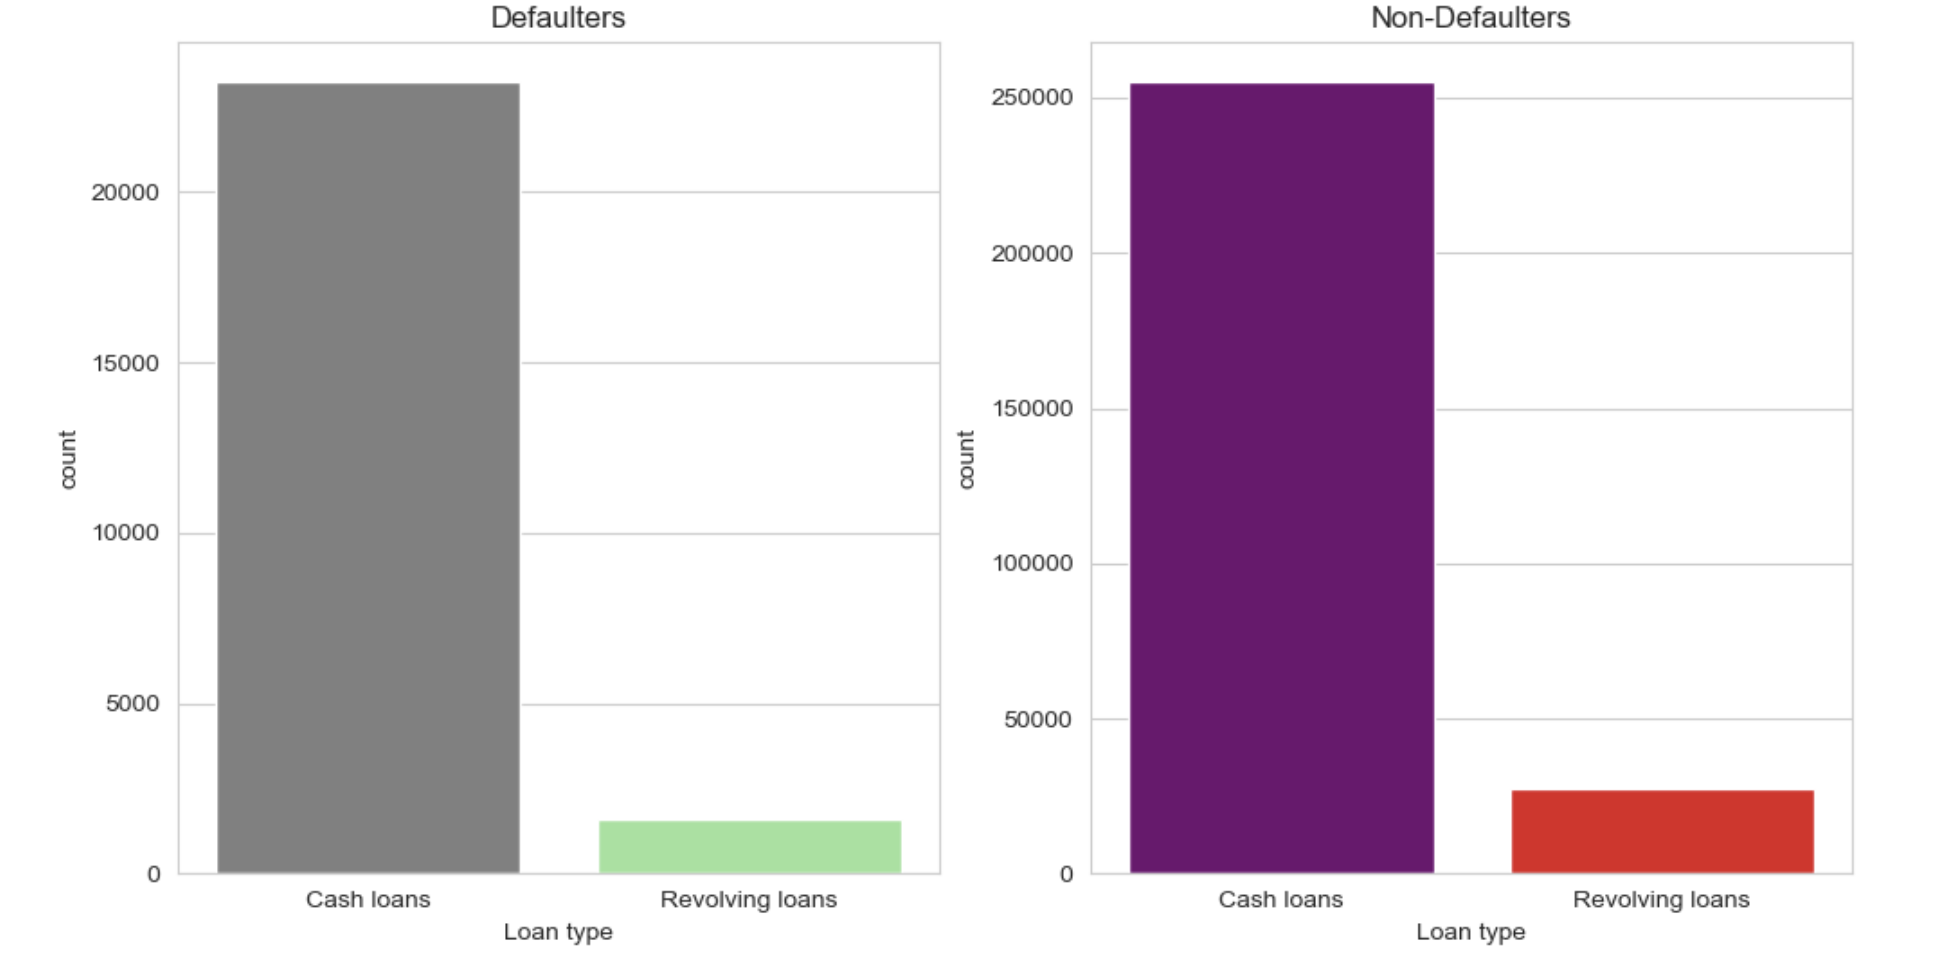 Defaulters
20000
15000
10000
5000
0
count
Cash loans
Revolving loans
Loan type
Non-Defaulters
250000
200000
150000
100000
50000
0
count
Cash loans
Revolving loans
Loan type